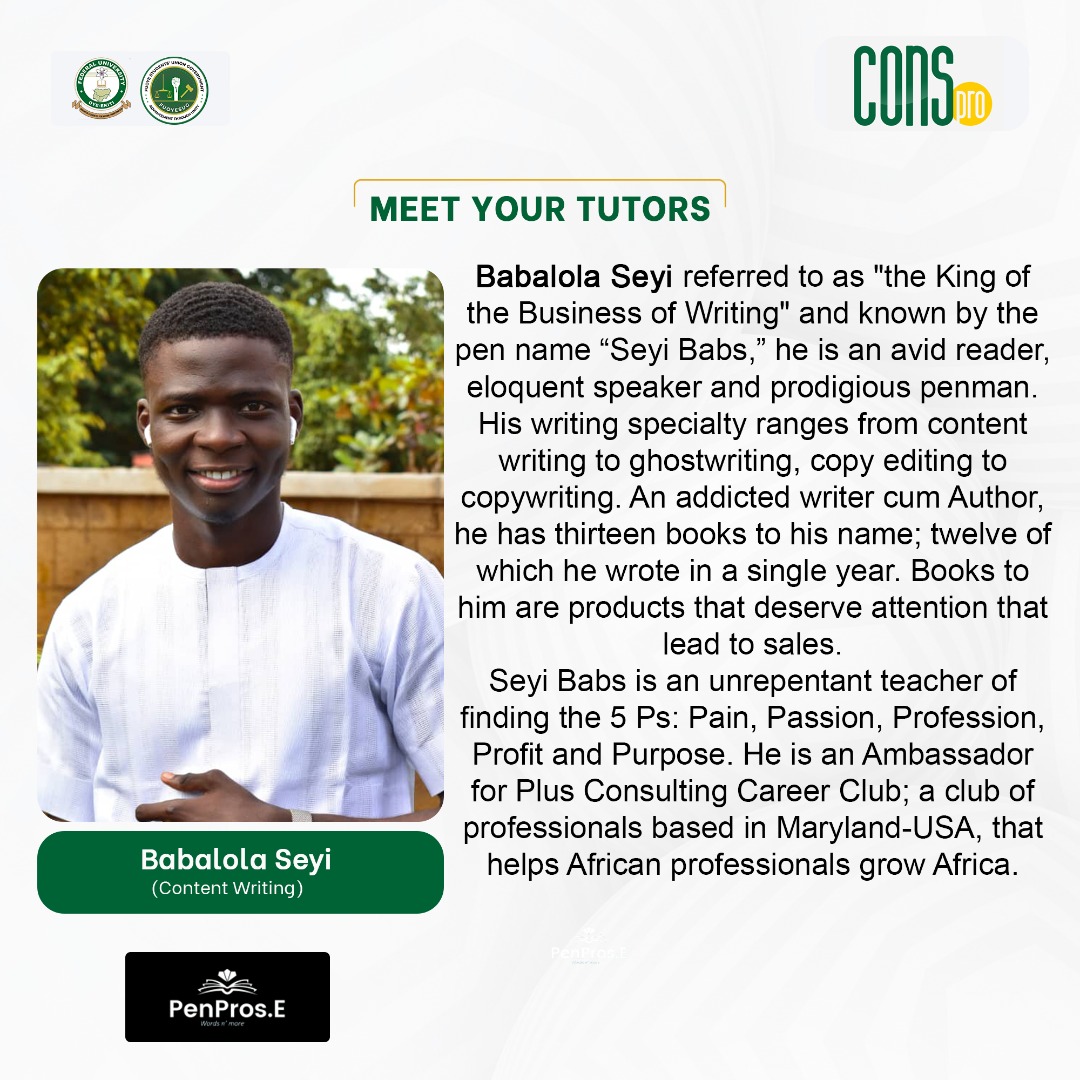 FEDERAL UNIVERSITY
OYE-EKITI
CONS
pro
MEET YOUR TUTORS
Babalola Seyi referred to as "the King of
the Business of Writing" and known by the
pen name “Seyi Babs,” he is an avid reader,
eloquent speaker and prodigious penman.
His writing specialty ranges from content
writing to ghostwriting, copy editing to
copywriting. An addicted writer cum Author,
he has thirteen books to his name; twelve of
which he wrote in a single year. Books to
him are products that deserve attention that
lead to sales.
Seyi Babs is an unrepentant teacher of
finding the 5 Ps: Pain, Passion, Profession,
Profit and Purpose. He is an Ambassador
for Plus Consulting Career Club; a club of
professionals based in Maryland-USA, that
helps African professionals grow Africa.
Babalola Seyi
(Content Writing)
PenPros.E
PenPros.E
Words n' more